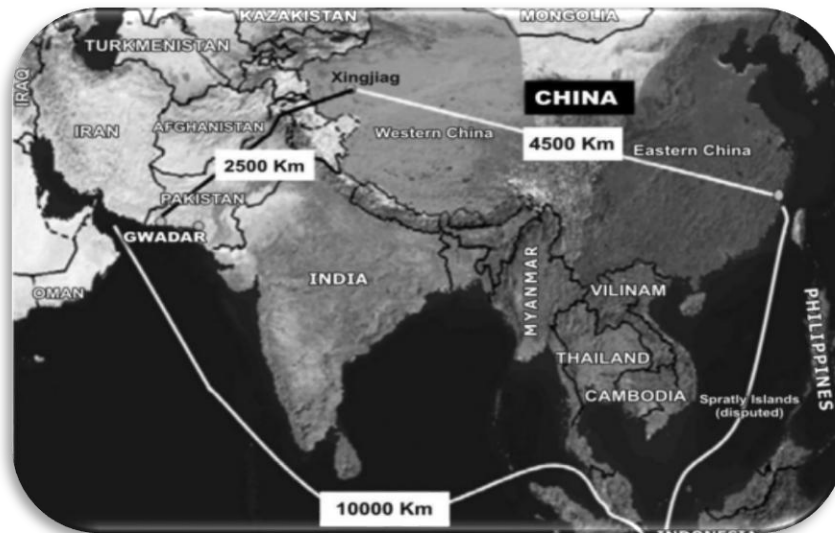 KAZAKISTAN
MONGOLIA
TURKMENISTAN
IRAQ
Xingjiag
CHINA
IRAN
AFGHANISTAN
Western China
4500 Km
Eastern China
2500 Km
PAKISTAN
GWADAR
OMAN
INDIA
MYANMAR
VILINAM
PHILIPPINES
THAILAND
CAMBODIA
Spratly Islands
(disputed)
10000 Km
INDONESIA